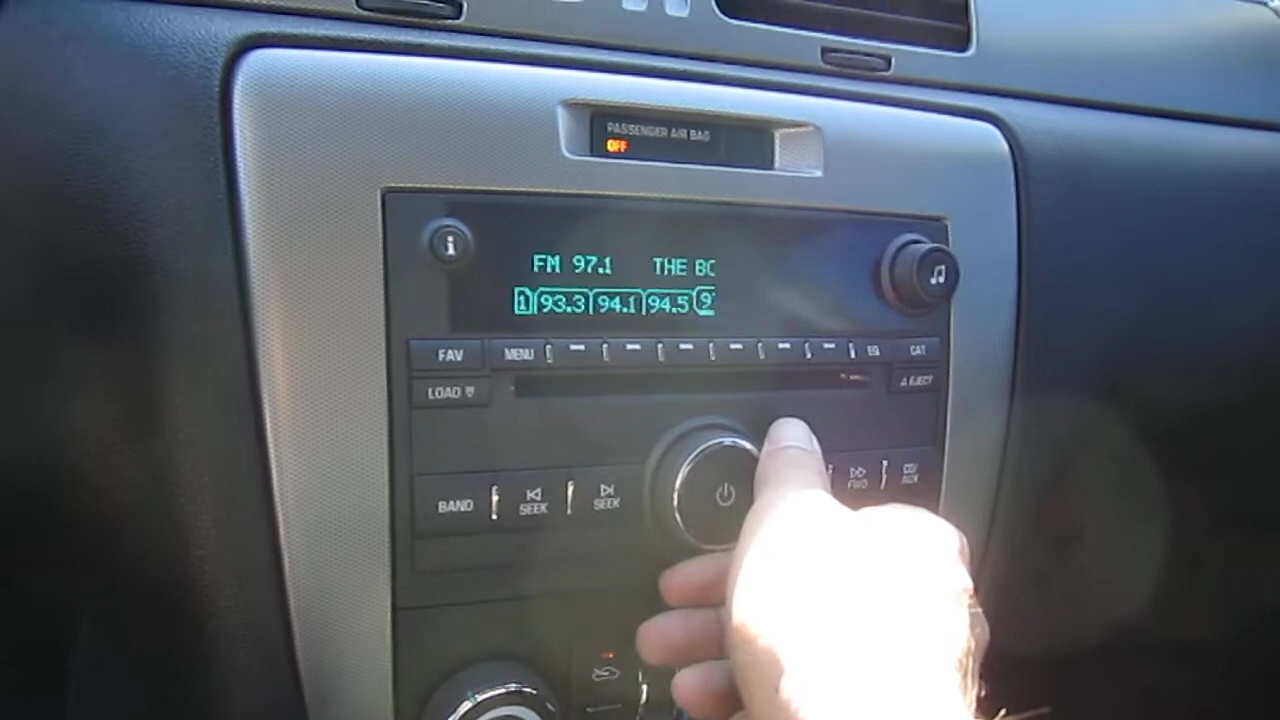 PASSENGER AIR BAG
OFF
i
FM 97.1 THE BC
1 93.3 94.1 94.5 9
FAV MENU EQ CAT
LOAD EJECT
BAND SEEK SEEK FWD CD/AUX